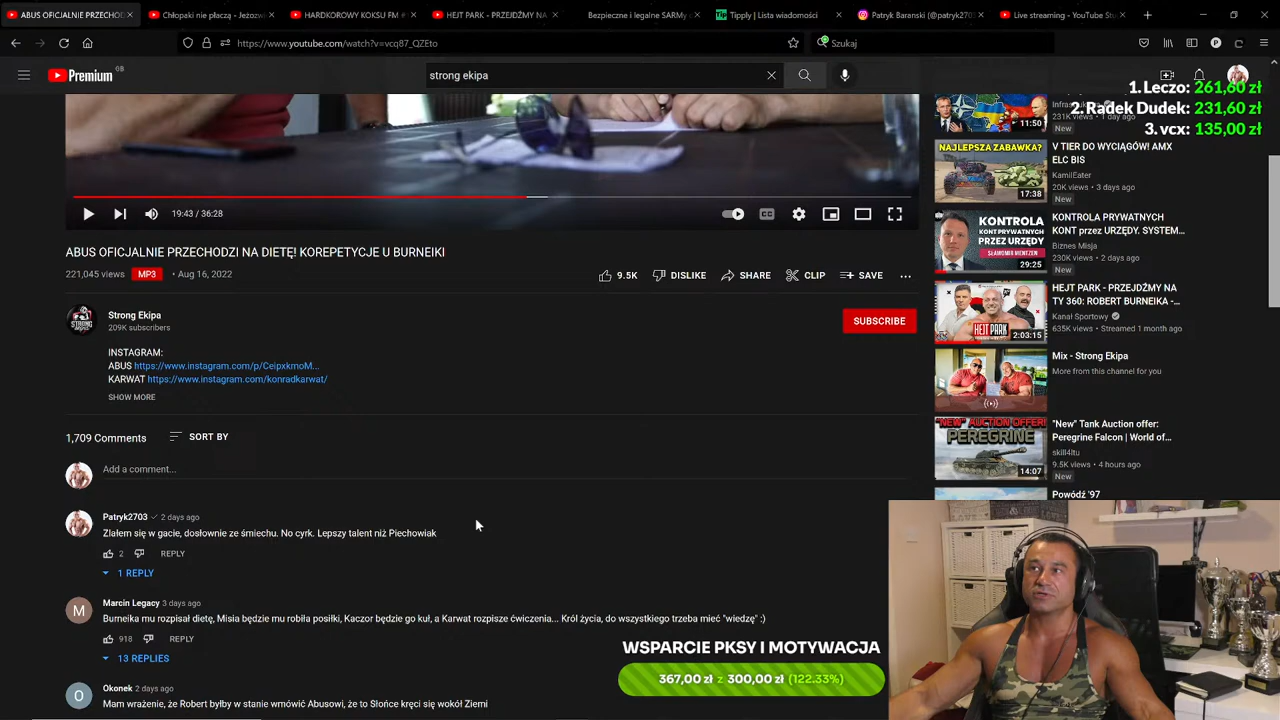 ABUS OFICJALNIE PRZECHOD
Chłopaki nie płaczą - Jeżozwi
HARDKOROWY KOKSU FM #
HEJT PARK - PRZEJDŹMY NA
Bezpieczne i legalne SARMy
Tipply | Lista wiadomości
Patryk Baranski (@patryk2703
Live streaming - YouTube Stu
https://www.youtube.com/watch?v=vcq87_QZEto
Szukaj
Premium GB
strong ekipa
1. Leczo: 261,60 zł
2. Radek Dudek: 231,60 zł
3. vcx: 135,00 zł
11:50
231K views • 1 day ago
New
NAJLEPSZA ZABAWKA?
17:38
V TIER DO WYCIĄGÓW! AMX
ELC BIS
KamilEater
20K views • 3 days ago
New
KONTROLA
KONT PRYWATNYCH
PRZEZ URZĘDY
SŁAWOMIR MENTZEN
29:25
KONTROLA PRYWATNYCH
KONT przez URZĘDY. SYSTEM...
Biznes Misja
230K views • 2 days ago
New
HEJT PARK
2:03:15
HEJT PARK - PRZEJDŹMY NA
TY 360: ROBERT BURNEIKA -...
Kanał Sportowy
635K views • Streamed 1 month ago
Mix - Strong Ekipa
More from this channel for you
"NEW" AUCTION OFFER!
PEREGRINE
14:07
"New" Tank Auction offer:
Peregrine Falcon | World of...
skill4ltu
9.5K views • 4 hours ago
New
Powódź '97
19:43 / 36:28
ABUS OFICJALNIE PRZECHODZI NA DIETĘ! KOREPETYCJE U BURNEIKI
221,045 views MP3 • Aug 16, 2022
9.5K DISLIKE SHARE CLIP SAVE
Strong Ekipa
209K subscribers
SUBSCRIBE
INSTAGRAM:
ABUS https://www.instagram.com/p/CeipxkrnoM...
KARWAT https://www.instagram.com/konradkarwat/
SHOW MORE
1,709 Comments SORT BY
Add a comment...
Patryk2703 2 days ago
Zlałem się w gacie, dosłownie ze śmiechu. No cyrk. Lepszy talent niż Piechowiak
2 REPLY
1 REPLY
M
Marcin Legacy 3 days ago
Burneika mu rozpisał dietę, Misia będzie mu robiła posiłki, Kaczor będzie go kuł, a Karwat rozpisze ćwiczenia... Król życia, do wszystkiego trzeba mieć "wiedzę" :)
918 REPLY
13 REPLIES
O
Okonek 2 days ago
Mam wrażenie, że Robert byłby w stanie wmówić Abusowi, że to Słońce kręci się wokół Ziemi
WSPARCIE PKSY I MOTYWACJA
367,00 zł z 300,00 zł (122.33%)